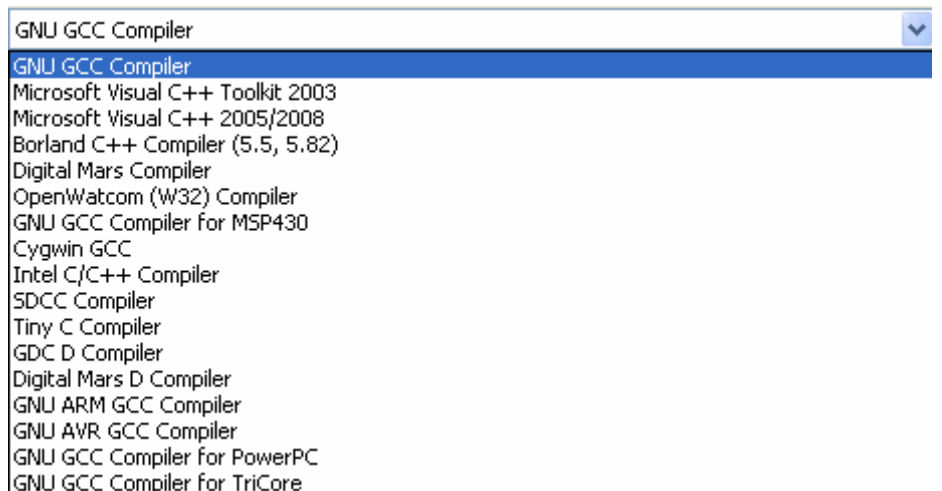 GNU GCC Compiler
GNU GCC Compiler
Microsoft Visual C++ Toolkit 2003
Microsoft Visual C++ 2005/2008
Borland C++ Compiler (5.5, 5.82)
Digital Mars Compiler
OpenWatcom (W32) Compiler
GNU GCC Compiler for MSP430
Cygwin GCC
Intel C/C++ Compiler
SDCC Compiler
Tiny C Compiler
GDC D Compiler
Digital Mars D Compiler
GNU ARM GCC Compiler
GNU AVR GCC Compiler
GNU GCC Compiler for PowerPC
GNU GCC Compiler for TriCore